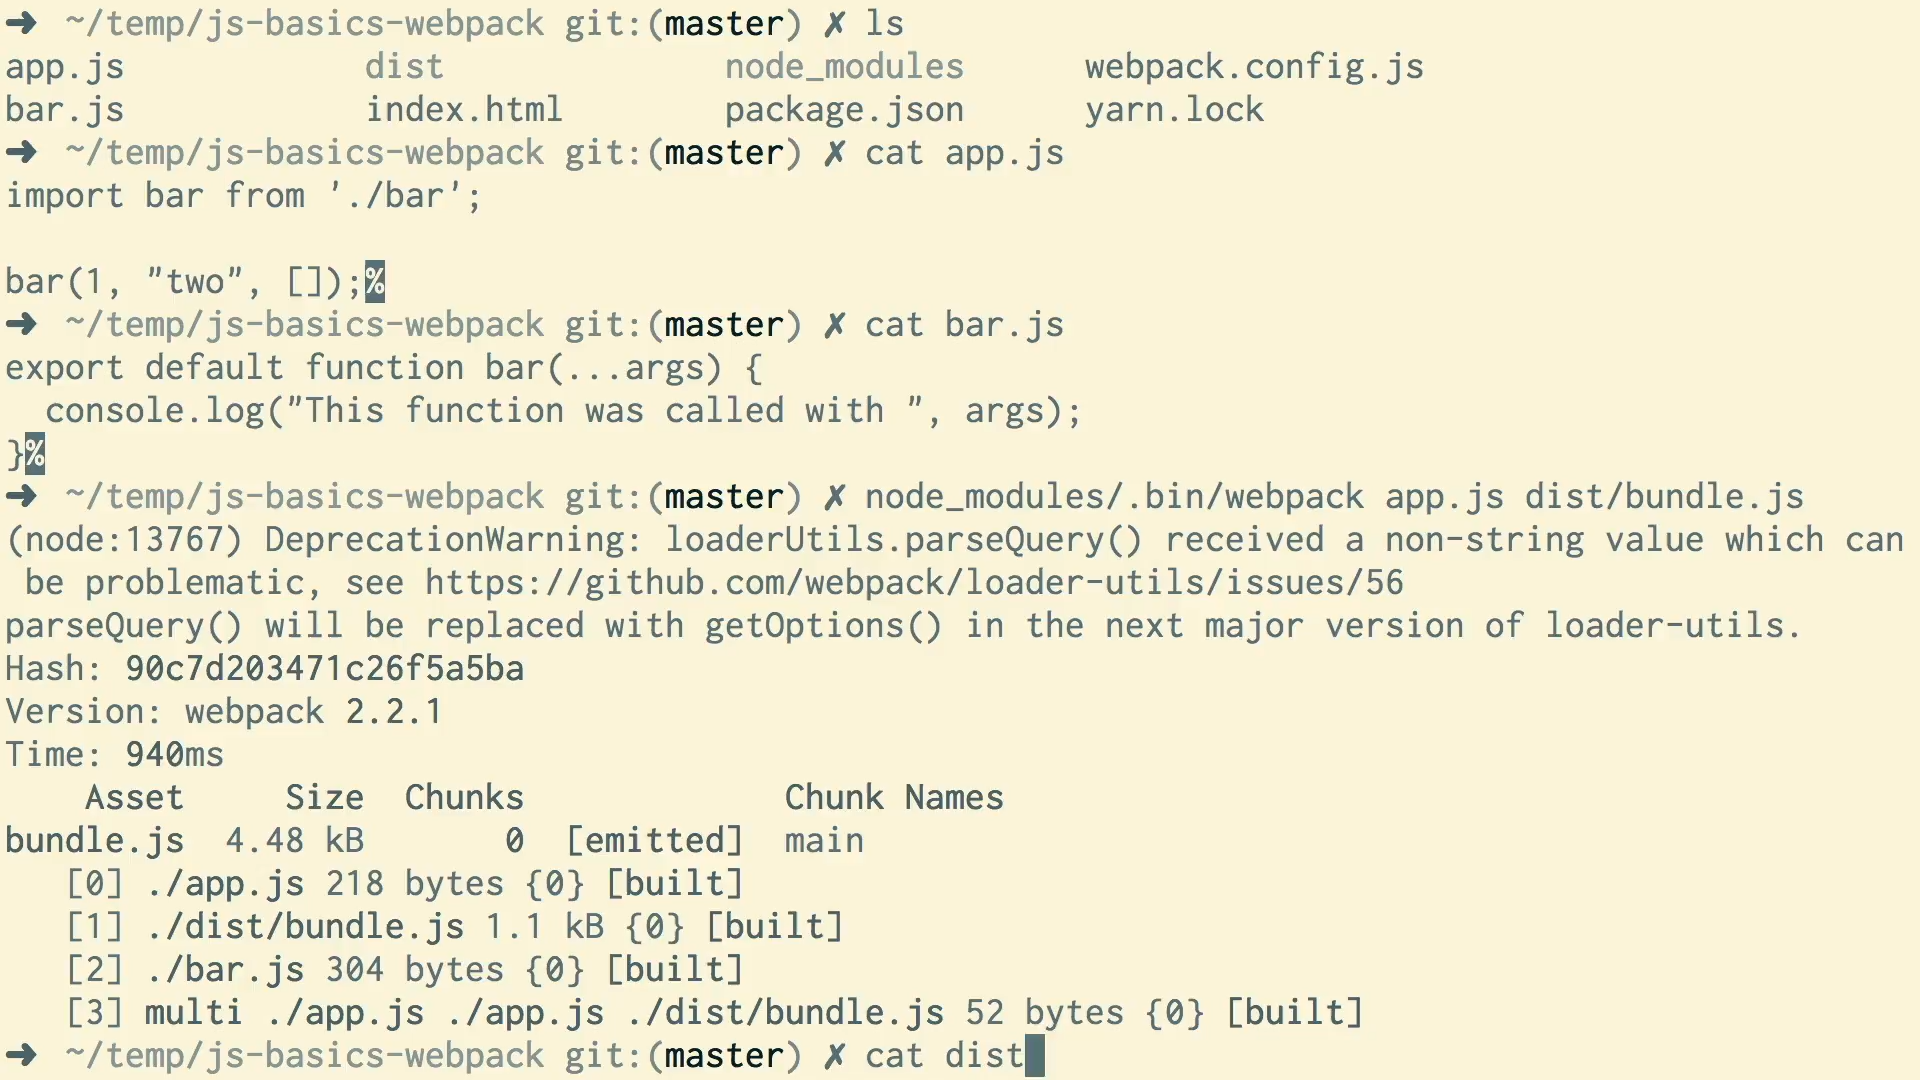 ➜  ~/temp/js-basics-webpack git:(master) ✗ ls
app.js            dist              node_modules      webpack.config.js
bar.js            index.html        package.json      yarn.lock
➜  ~/temp/js-basics-webpack git:(master) ✗ cat app.js
import bar from './bar';
bar(1, "two", []);%
➜  ~/temp/js-basics-webpack git:(master) ✗ cat bar.js
export default function bar(...args) {
  console.log("This function was called with ", args);
}%
➜  ~/temp/js-basics-webpack git:(master) ✗ node_modules/.bin/webpack app.js dist/bundle.js
(node:13767) DeprecationWarning: loaderUtils.parseQuery() received a non-string value which can
 be problematic, see https://github.com/webpack/loader-utils/issues/56
parseQuery() will be replaced with getOptions() in the next major version of loader-utils.
Hash: 90c7d203471c26f5a5ba
Version: webpack 2.2.1
Time: 940ms
    Asset     Size  Chunks             Chunk Names
bundle.js  4.48 kB       0  [emitted]  main
   [0] ./app.js 218 bytes {0} [built]
   [1] ./dist/bundle.js 1.1 kB {0} [built]
   [2] ./bar.js 304 bytes {0} [built]
   [3] multi ./app.js ./app.js ./dist/bundle.js 52 bytes {0} [built]
➜  ~/temp/js-basics-webpack git:(master) ✗ cat dist